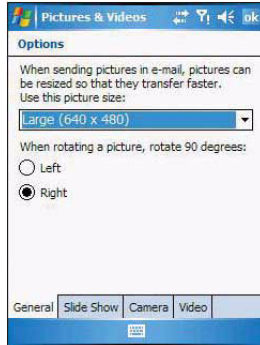 Pictures & Videos ok
Options
When sending pictures in e-mail, pictures can
be resized so that they transfer faster.
Use this picture size:
Large (640 x 480)
When rotating a picture, rotate 90 degrees:
Left
Right
General Slide Show Camera Video